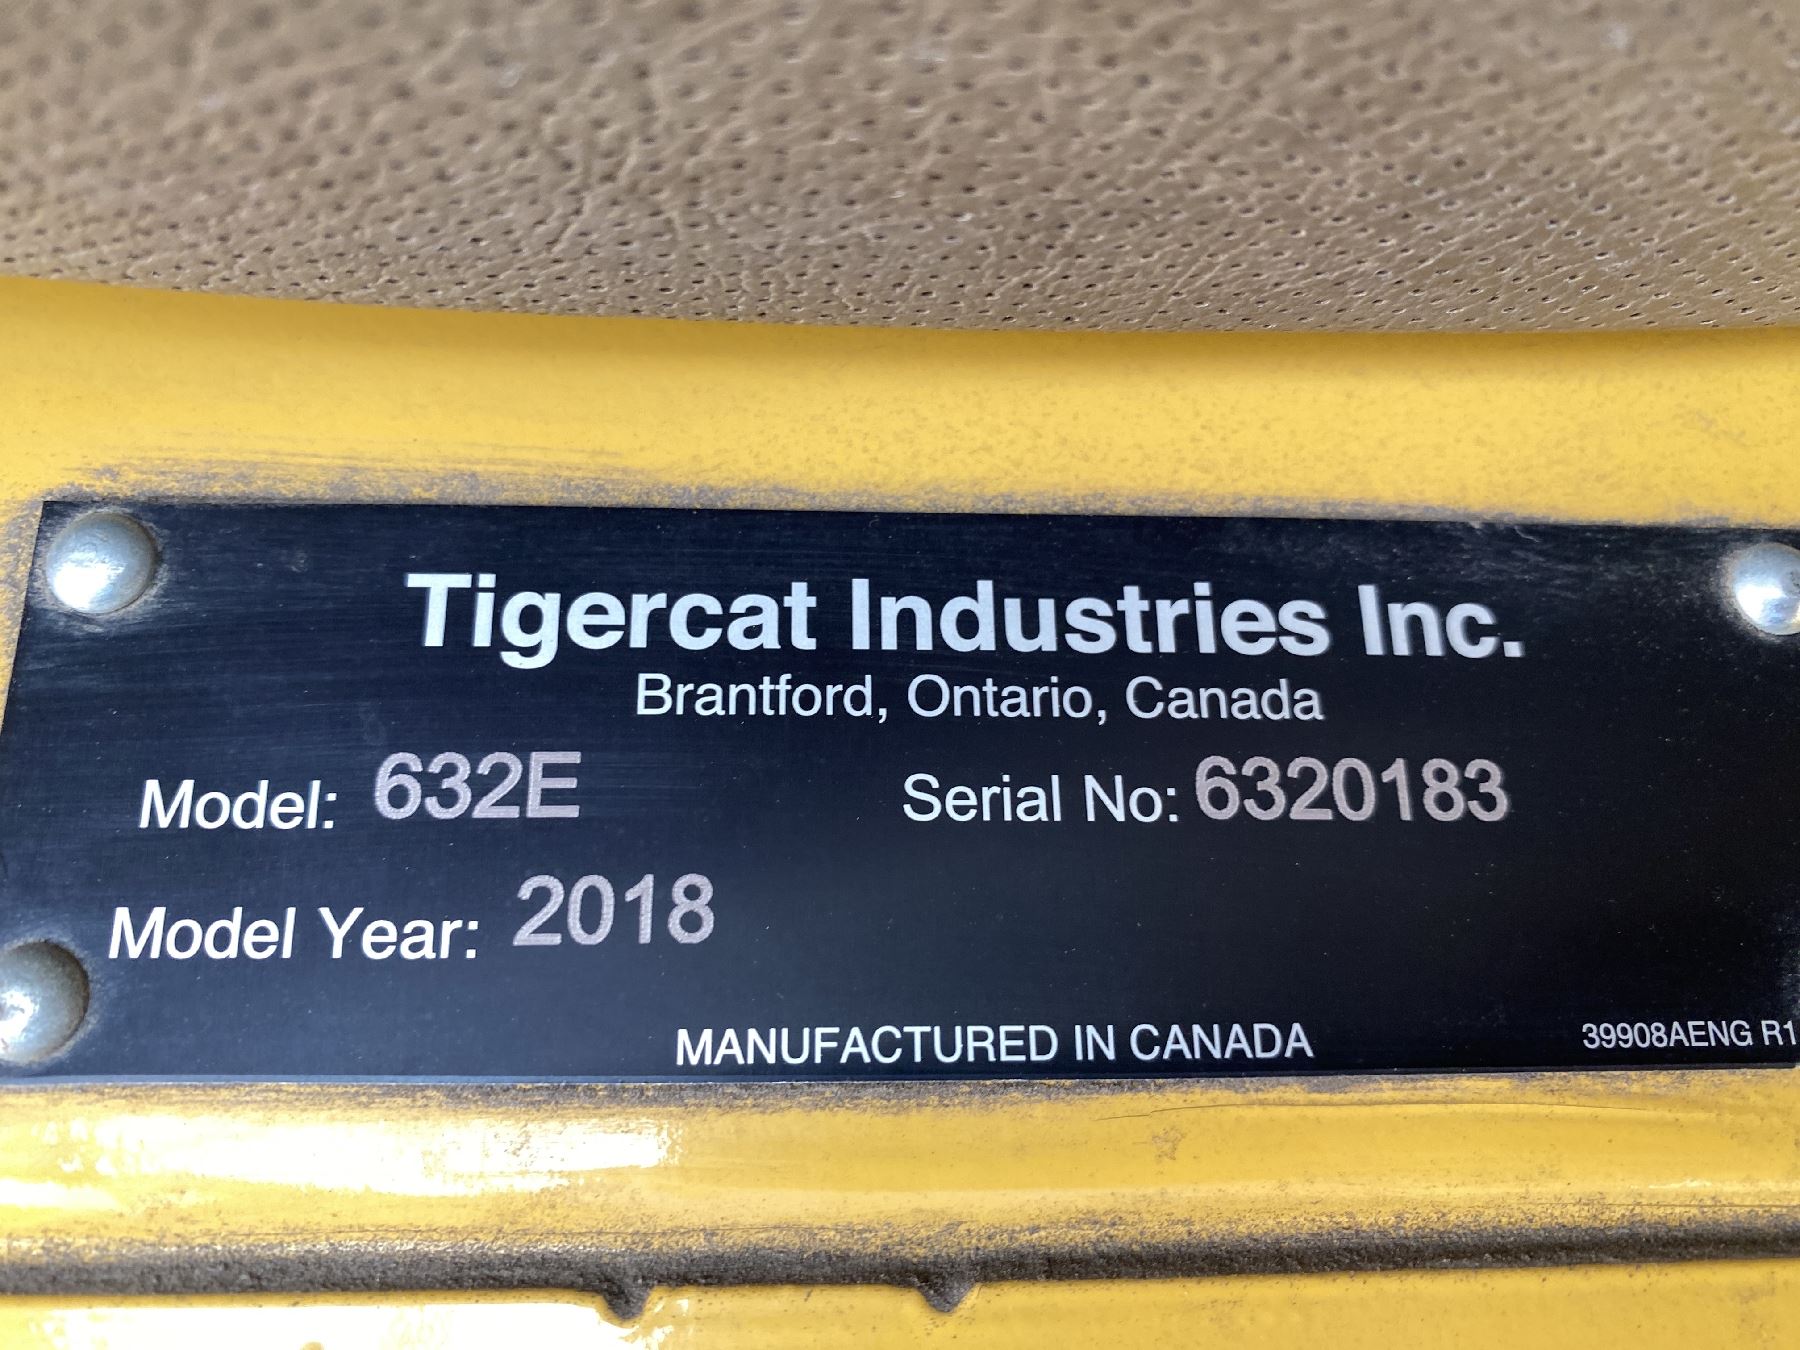 Tigercat Industries Inc.
Brantford, Ontario, Canada
Model: 632E Serial No: 6320183
Model Year: 2018
MANUFACTURED IN CANADA 39908AENG R1